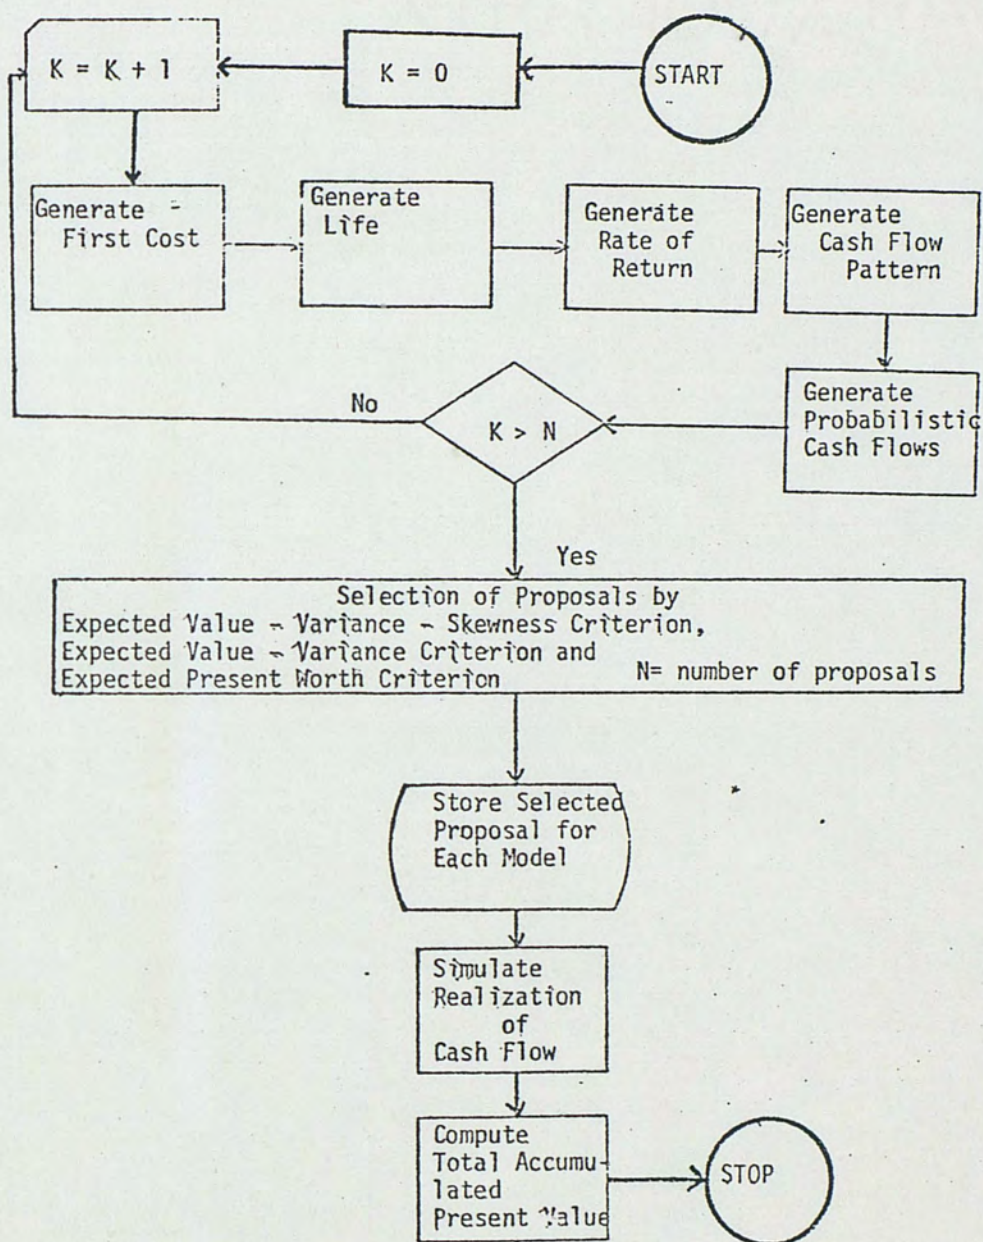 START
K = 0
K = K + 1
Generate -
First Cost
Generate
Life
Generate
Rate of
Return
Generate
Cash Flow
Pattern
Generate
Probabilistic
Cash Flows
K > N
No
Yes
Selection of Proposals by
Expected Value - Variance - Skewness Criterion,
Expected Value - Variance Criterion and
Expected Present Worth Criterion N= number of proposals
Store Selected
Proposal for
Each Model
Simulate
Realization
of
Cash Flow
Compute
Total Accumu-
lated
Present Value
STOP